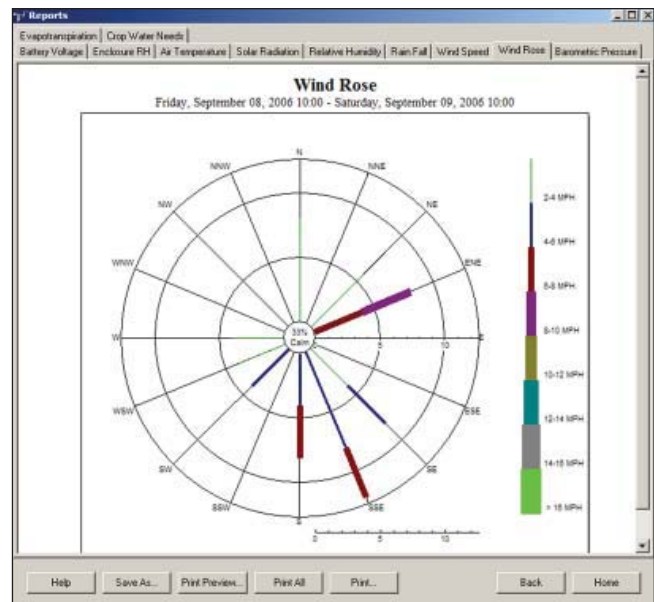 Reports
Evapotranspiration Crop Water Needs
Battery Voltage Enclosure RH Air Temperature Solar Radiation Relative Humidity Rain Fall Wind Speed Wind Rose Barometric Pressure
Wind Rose
Friday, September 08, 2006 10:00 - Saturday, September 09, 2006 10:00
N
NNW NNE
NW NE
2-4 MPH
4-6 MPH
WNW ENE
6-8 MPH
8-10 MPH
33%
Calm
W 0 5 10 E
10-12 MPH
12-14 MPH
WSW ESE
14-16 MPH
SW SE
SSW SSE
> 16 MPH
S
0 5 10
Help Save As... Print Preview... Print All Print... Back Home